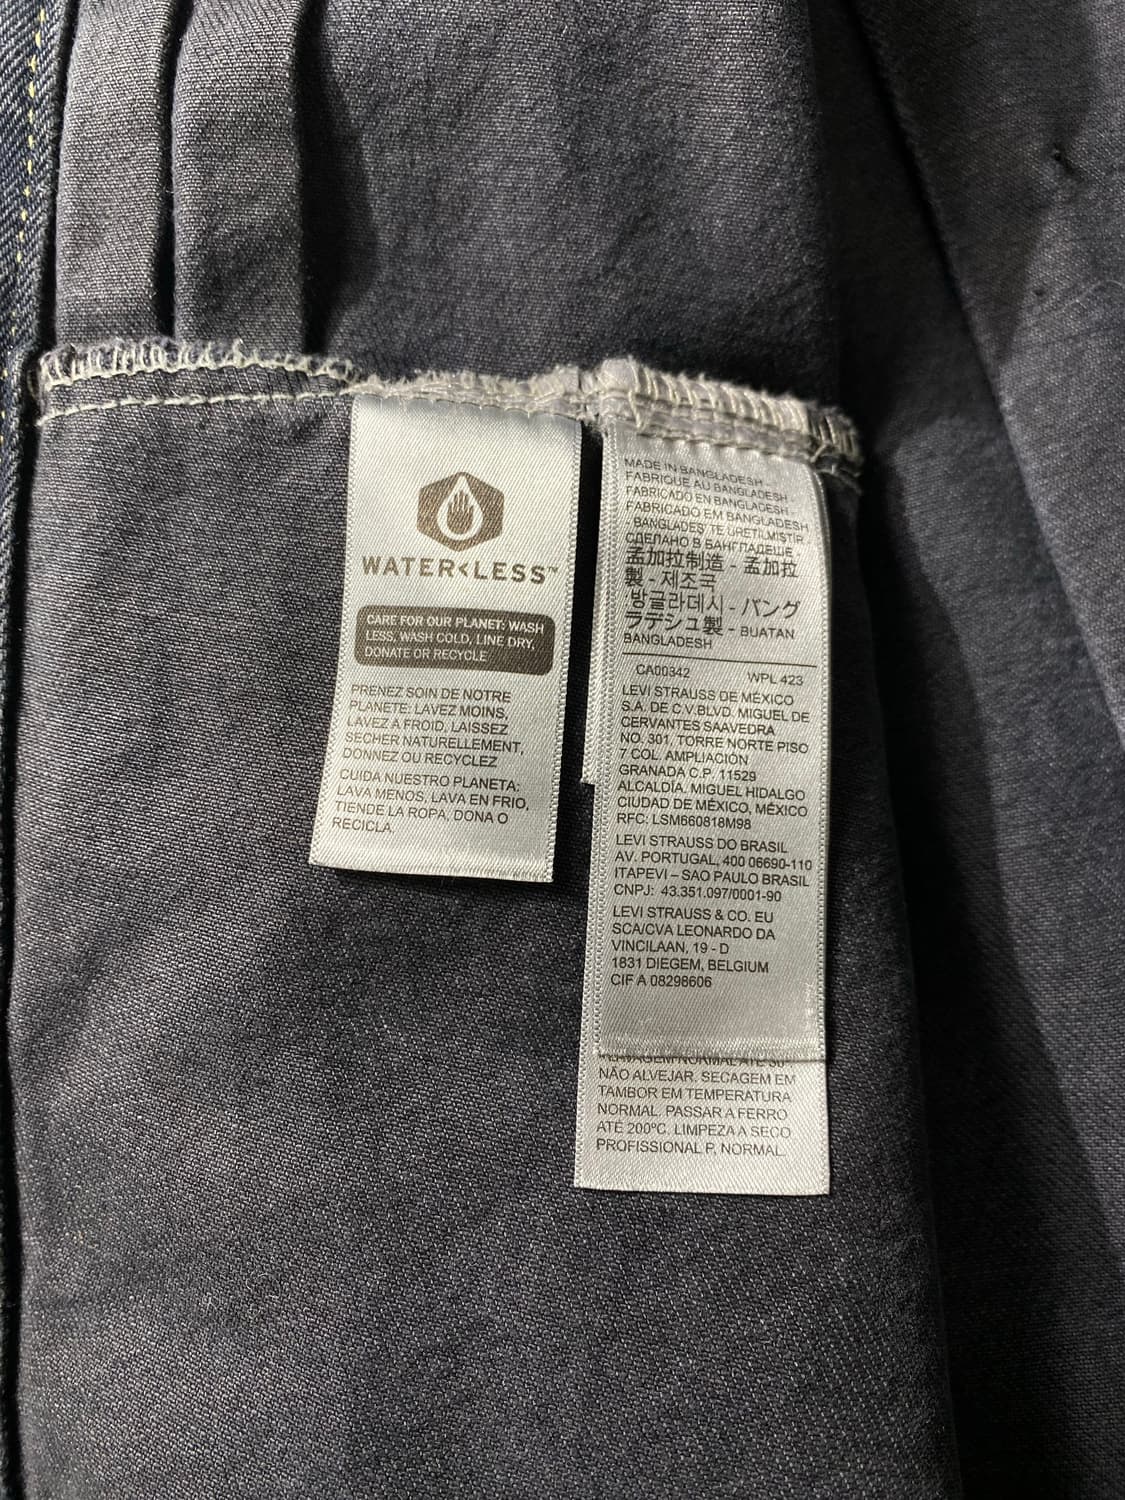 WATER<LESS™
CARE FOR OUR PLANET: WASH
LESS, WASH COLD, LINE DRY,
DONATE OR RECYCLE
PRENEZ SOIN DE NOTRE
PLANETE: LAVEZ MOINS,
LAVEZ A FROID, LAISSEZ
SECHER NATURELLEMENT,
DONNEZ OU RECYCLEZ
CUIDA NUESTRO PLANETA:
LAVA MENOS, LAVA EN FRIO,
TIENDE LA ROPA, DONA O
RECICLA.
MADE IN BANGLADESH -
FABRIQUE AU BANGLADESH
FABRICADO EN BANGLADESH -
FABRICADO EM BANGLADESH
- BANGLADEŞ'TE ÜRETİLMİŞTİR
СДЕЛАНО В БАНГЛАДЕШЕ -
孟加拉制造 - 孟加拉
製 - 제조국
'방글라데시 - バング
ラデシュ製 - BUATAN
BANGLADESH
CA00342 WPL 423
LEVI STRAUSS DE MÉXICO
S.A. DE C.V.BLVD. MIGUEL DE
CERVANTES SAAVEDRA
NO. 301, TORRE NORTE PISO
7 COL. AMPLIACIÓN
GRANADA C.P. 11529
ALCALDÍA. MIGUEL HIDALGO
CIUDAD DE MÉXICO, MÉXICO
RFC: LSM660818M98
LEVI STRAUSS DO BRASIL
AV. PORTUGAL, 400 06690-110
ITAPEVI – SAO PAULO BRASIL
CNPJ: 43.351.097/0001-90
LEVI STRAUSS & CO. EU
SCA/CVA LEONARDO DA
VINCILAAN, 19 - D
1831 DIEGEM, BELGIUM
CIF A 08298606
NORMAL ATÉ 30
NÃO ALVEJAR. SECAGEM EM
TAMBOR EM TEMPERATURA
NORMAL. PASSAR A FERRO
ATÉ 200ºC. LIMPEZA A SECO
PROFISSIONAL P, NORMAL.